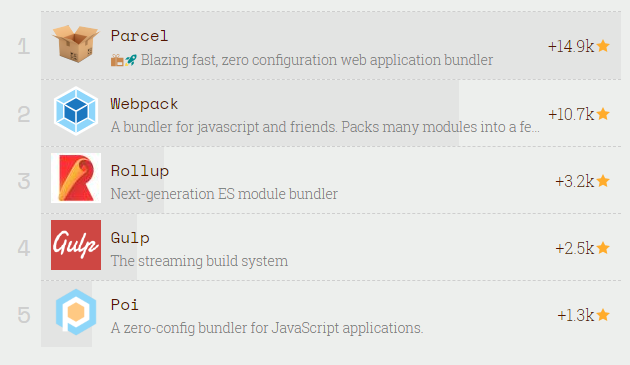 1
Parcel
Blazing fast, zero configuration web application bundler
+14.9k
2
Webpack
A bundler for javascript and friends. Packs many modules into a fe...
+10.7k
3
Rollup
Next-generation ES module bundler
+3.2k
4
Gulp
Gulp
The streaming build system
+2.5k
5
Poi
A zero-config bundler for JavaScript applications.
+1.3k